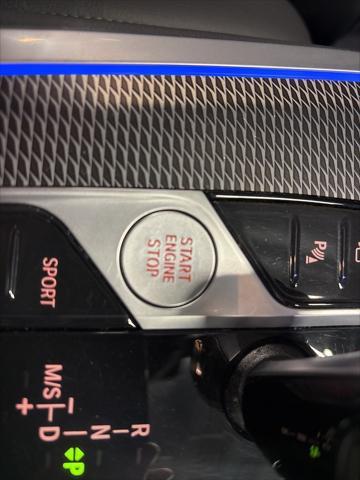 START
ENGINE
STOP
SPORT
P
R
N
M/S D
+ −
P